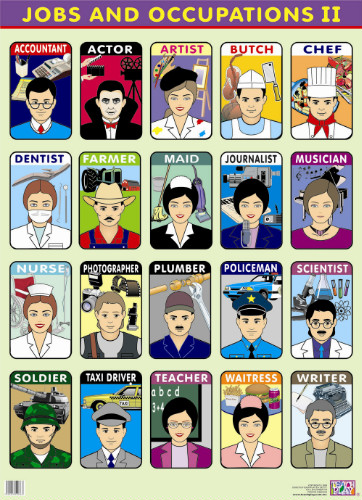 JOBS AND OCCUPATIONS II
ACCOUNTANT
ACTOR
ARTIST
BUTCH
CHEF
DENTIST
FARMER
MAID
JOURNALIST
MUSICIAN
NURSE
PHOTOGRAPHER
PLUMBER
POLICEMAN
SCIENTIST
SOLDIER
TAXI DRIVER
TAXI
TEACHER
a b c d
WAITRESS
WRITER